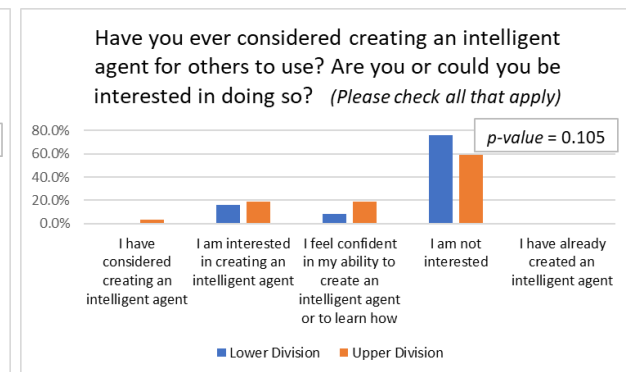 Have you ever considered creating an intelligent
agent for others to use? Are you or could you be
interested in doing so? (Please check all that apply)
80.0%
60.0%
40.0%
20.0%
0.0%
p-value = 0.105
I have
considered
creating an
intelligent agent
I am interested
in creating an
intelligent agent
I feel confident
in my ability to
create an
intelligent agent
or to learn how
I am not
interested
I have already
created an
intelligent agent
Lower Division
Upper Division